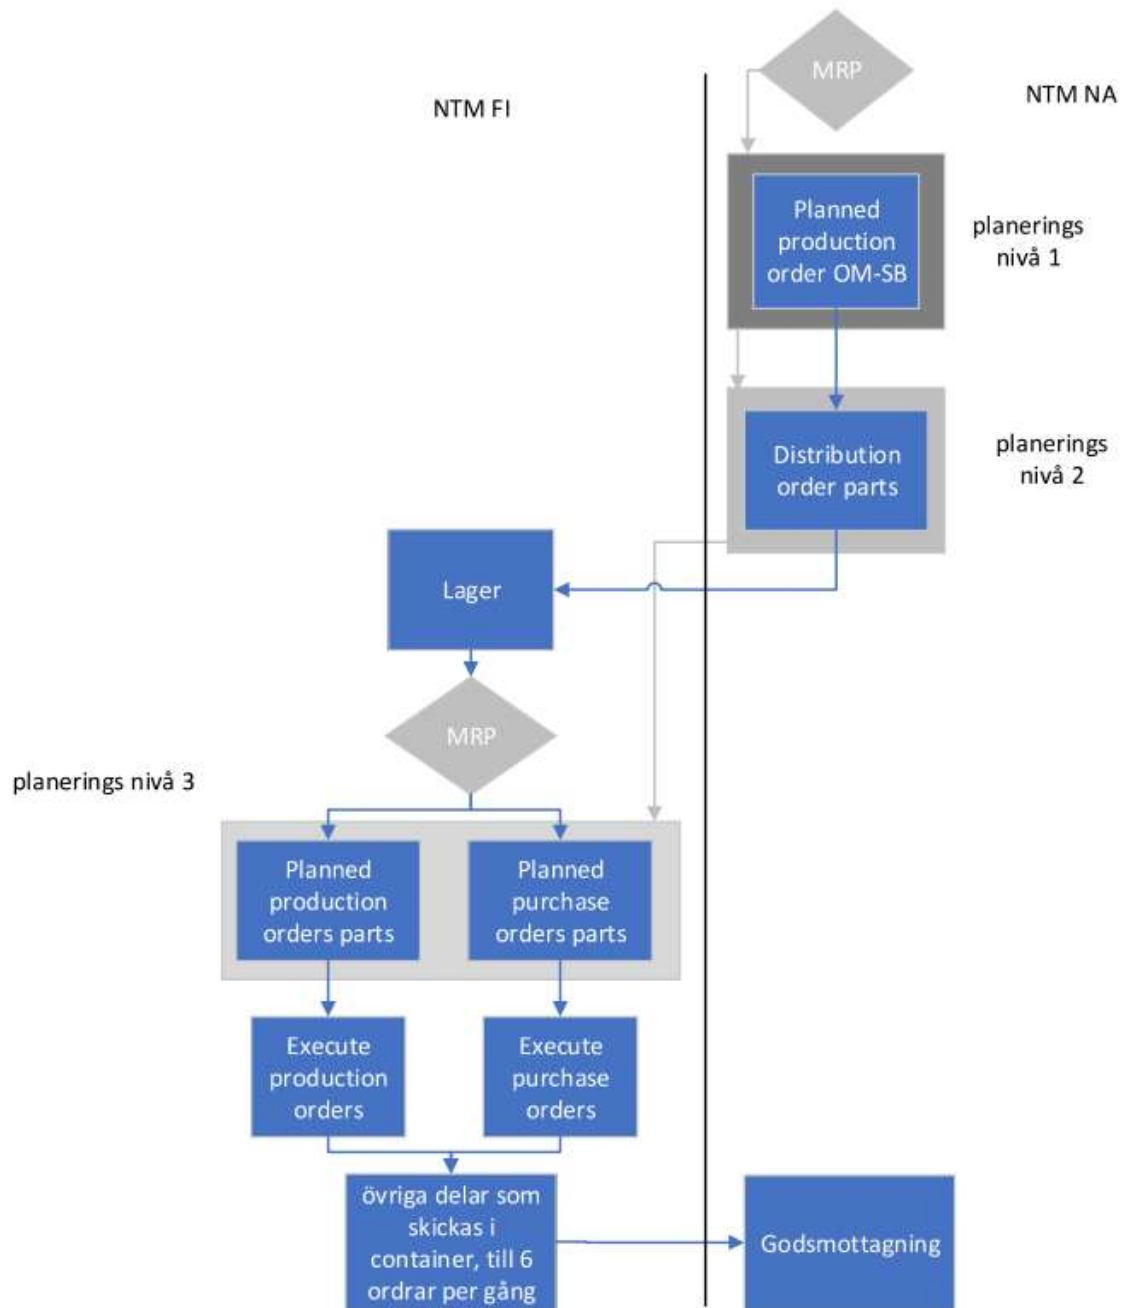 MRP
NTM FI
NTM NA
Planned
production
order OM-SB
planerings
nivå 1
Distribution
order parts
planerings
nivå 2
Lager
MRP
planerings nivå 3
Planned
production
orders parts
Planned
purchase
orders parts
Execute
production
orders
Execute
purchase
orders
övriga delar som
skickas i
container, till 6
ordrar per gång
Godsmottagning